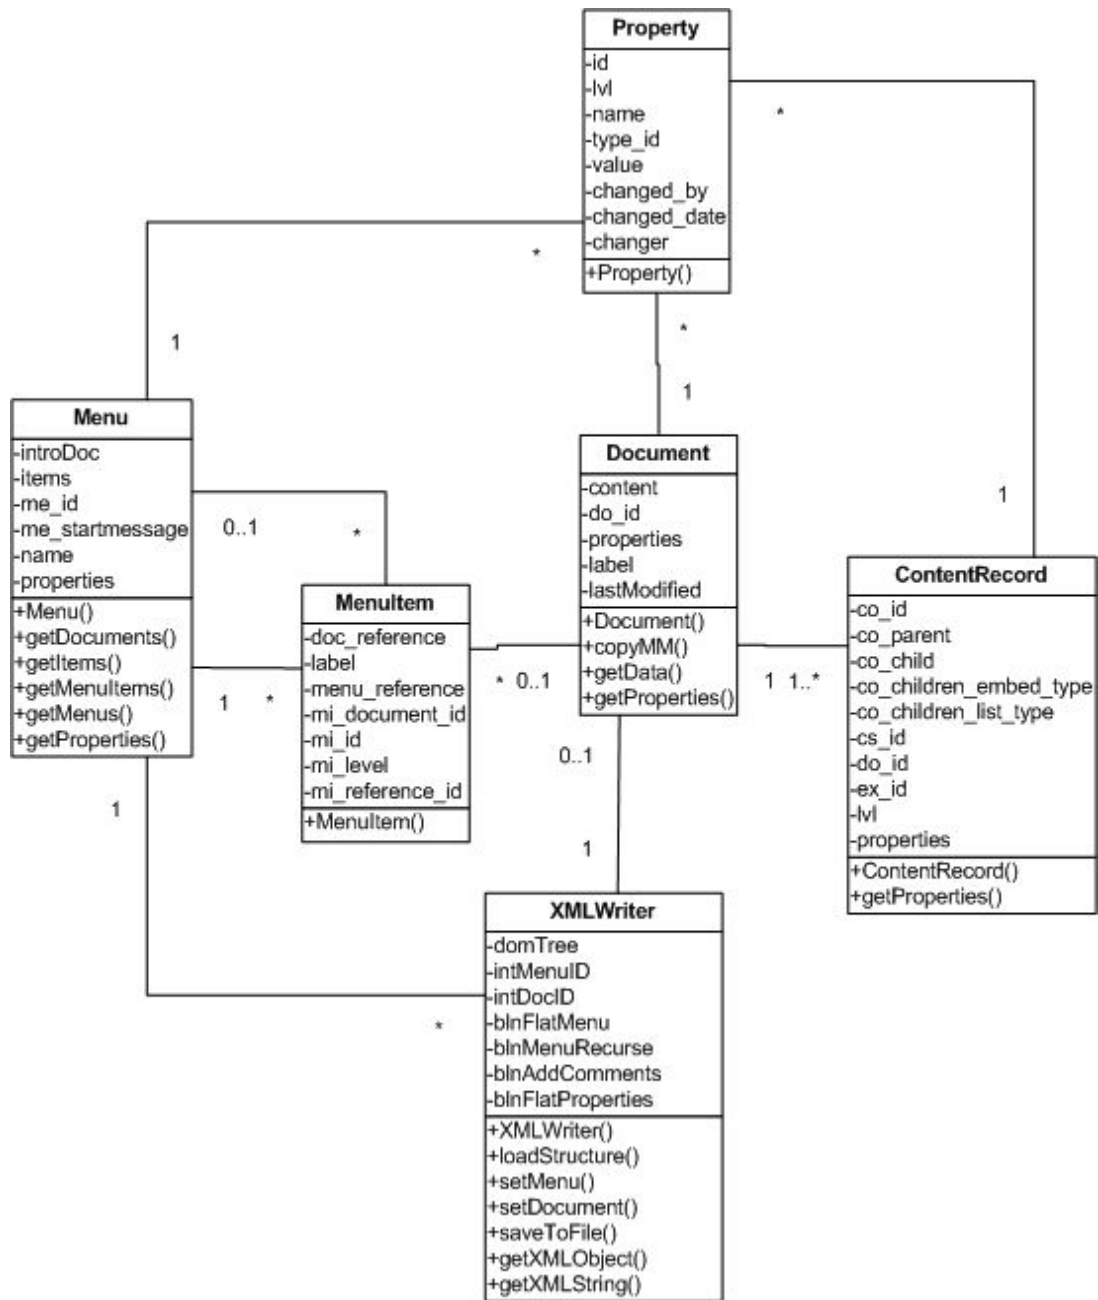 Property
-id
-lvl
-name
-type_id
-value
-changed_by
-changed_date
-changer
+Property()
*
*
1
*
1
1
Menu
-introDoc
-items
-me_id
-me_startmessage
-name
-properties
+Menu()
+getDocuments()
+getItems()
+getMenuItems()
+getMenus()
+getProperties()
0..1
*
1
*
1
MenuItem
-doc_reference
-label
-menu_reference
-mi_document_id
-mi_id
-mi_level
-mi_reference_id
+MenuItem()
* 0..1
Document
-content
-do_id
-properties
-label
-lastModified
+Document()
+copyMM()
+getData()
+getProperties()
1 1..*
ContentRecord
-co_id
-co_parent
-co_child
-co_children_embed_type
-co_children_list_type
-cs_id
-do_id
-ex_id
-lvl
-properties
+ContentRecord()
+getProperties()
0..1
1
*
XMLWriter
-domTree
-intMenuID
-intDocID
-blnFlatMenu
-blnMenuRecurse
-blnAddComments
-blnFlatProperties
+XMLWriter()
+loadStructure()
+setMenu()
+setDocument()
+saveToFile()
+getXMLObject()
+getXMLString()